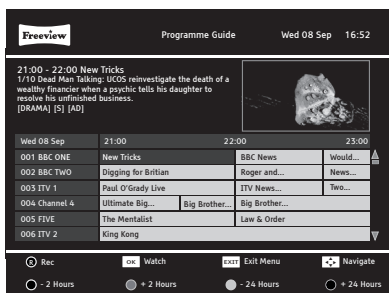 Freeview Programme Guide Wed 08 Sep 16:52
21:00 - 22:00 New Tricks
1/10 Dead Man Talking: UCOS reinvestigate the death of a
wealthy financier when a psychic tells his daughter to
resolve his unfinished business.
[DRAMA] [S] [AD]
Wed 08 Sep 21:00 22:00 23:00
001 BBC ONE New Tricks BBC News Would...
002 BBC TWO Digging for Britian Roger and... News...
003 ITV 1 Paul O'Grady Live ITV News... Two...
004 Channel 4 Ultimate Big... Big Brother... Big Brother...
005 FIVE The Mentalist Law & Order
006 ITV 2 King Kong
R Rec OK Watch EXIT Exit Menu Navigate
- 2 Hours + 2 Hours - 24 Hours + 24 Hours